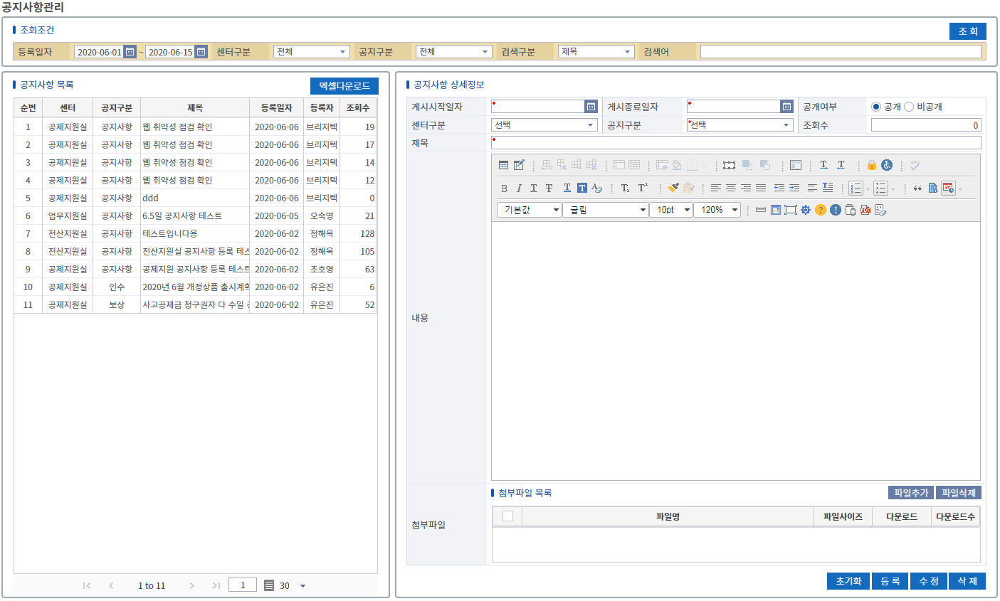 공지사항관리
조회조건
조 회
등록일자 2020-06-01 ~ 2020-06-15 센터구분 전체 공지구분 전체 검색구분 제목 검색어
공지사항 목록
엑셀다운로드
순번 센터 공지구분 제목 등록일자 등록자 조회수
1 공제지원실 공지사항 웹 취약성 점검 확인 2020-06-06 브리지텍 19
2 공제지원실 공지사항 웹 취약성 점검 확인 2020-06-06 브리지텍 17
3 공제지원실 공지사항 웹 취약성 점검 확인 2020-06-06 브리지텍 14
4 공제지원실 공지사항 웹 취약성 점검 확인 2020-06-06 브리지텍 12
5 공제지원실 공지사항 ddd 2020-06-06 브리지텍 0
6 업무지원실 공지사항 6.5일 공지사항 테스트 2020-06-05 오숙영 21
7 전산지원실 공지사항 테스트입니다용 2020-06-02 정해옥 128
8 전산지원실 공지사항 전산지원실 공지사항 등록 테스 2020-06-02 정해옥 105
9 공제지원실 공지사항 공제지원 공지사항 등록 테스트 2020-06-02 조호영 63
10 공제지원실 인수 2020년 6월 개정상품 출시계획 2020-06-02 유은진 6
11 공제지원실 보상 사고공제금 청구권자 다 수일 2020-06-02 유은진 52
1 to 11 1 30
공지사항 상세정보
게시시작일자 게시종료일자 공개여부 공개 비공개
센터구분 선택 공지구분 선택 조회수 0
제목
기본값 굴림 10pt 120%
내용
첨부파일
첨부파일 목록
파일추가 파일삭제
파일명 파일사이즈 다운로드 다운로드수
초기화 등 록 수 정 삭 제